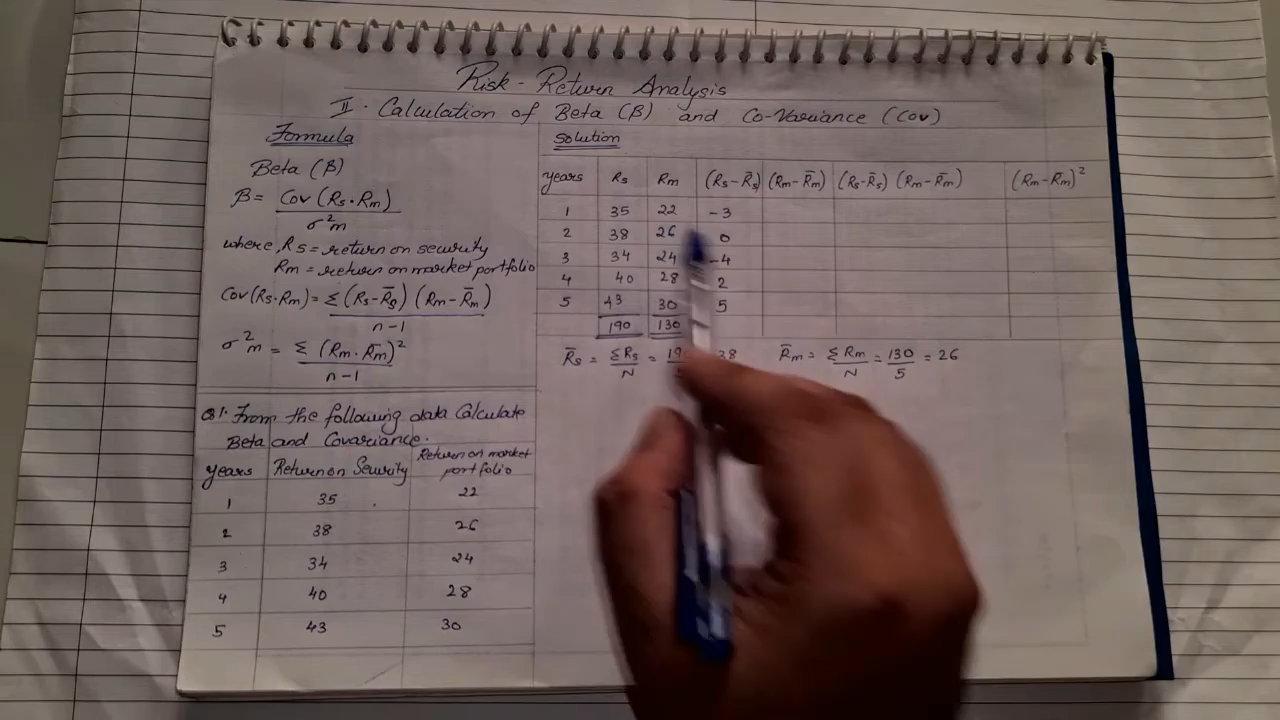 Risk-Return Analysis
II. Calculation of Beta (β) and Co-Variance (Cov)
Formula
Beta (β)
β = Cov (Rs·Rm)
σ²m
where, Rs = return on security
Rm = return on market portfolio
Cov (Rs·Rm) = Σ (Rs-R̄s) (Rm-R̄m)
n-1
σ²m = Σ (Rm·R̄m)²
n-1
Q1. From the following data Calculate
Beta and Covariance.
years Return on Security Return on market portfolio
1 35 22
2 38 26
3 34 24
4 40 28
5 43 30
Solution
years Rs Rm (Rs-R̄s) (Rm-R̄m) (Rs-R̄s) (Rm-R̄m) (Rm-R̄m)²
1 35 22 -3
2 38 26 0
3 34 24 -4
4 40 28 2
5 43 30 5
190 130
R̄s = ΣRs/N = 38 R̄m = ΣRm/N = 130/5 = 26